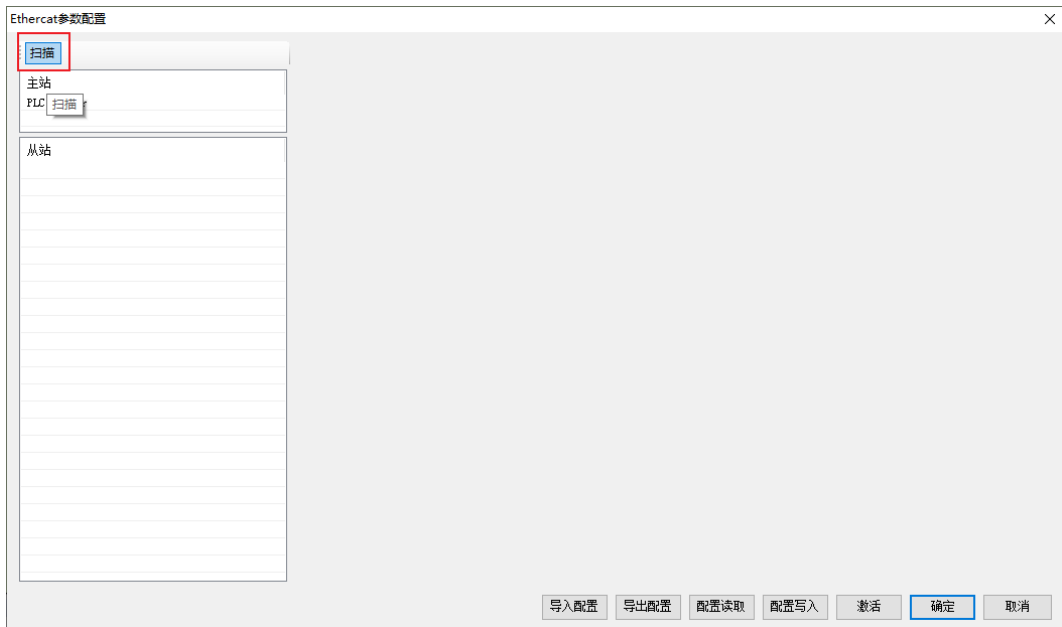 Ethercat参数配置
扫描
主站
PLC
扫描
从站
导入配置 导出配置 配置读取 配置写入 激活 确定 取消